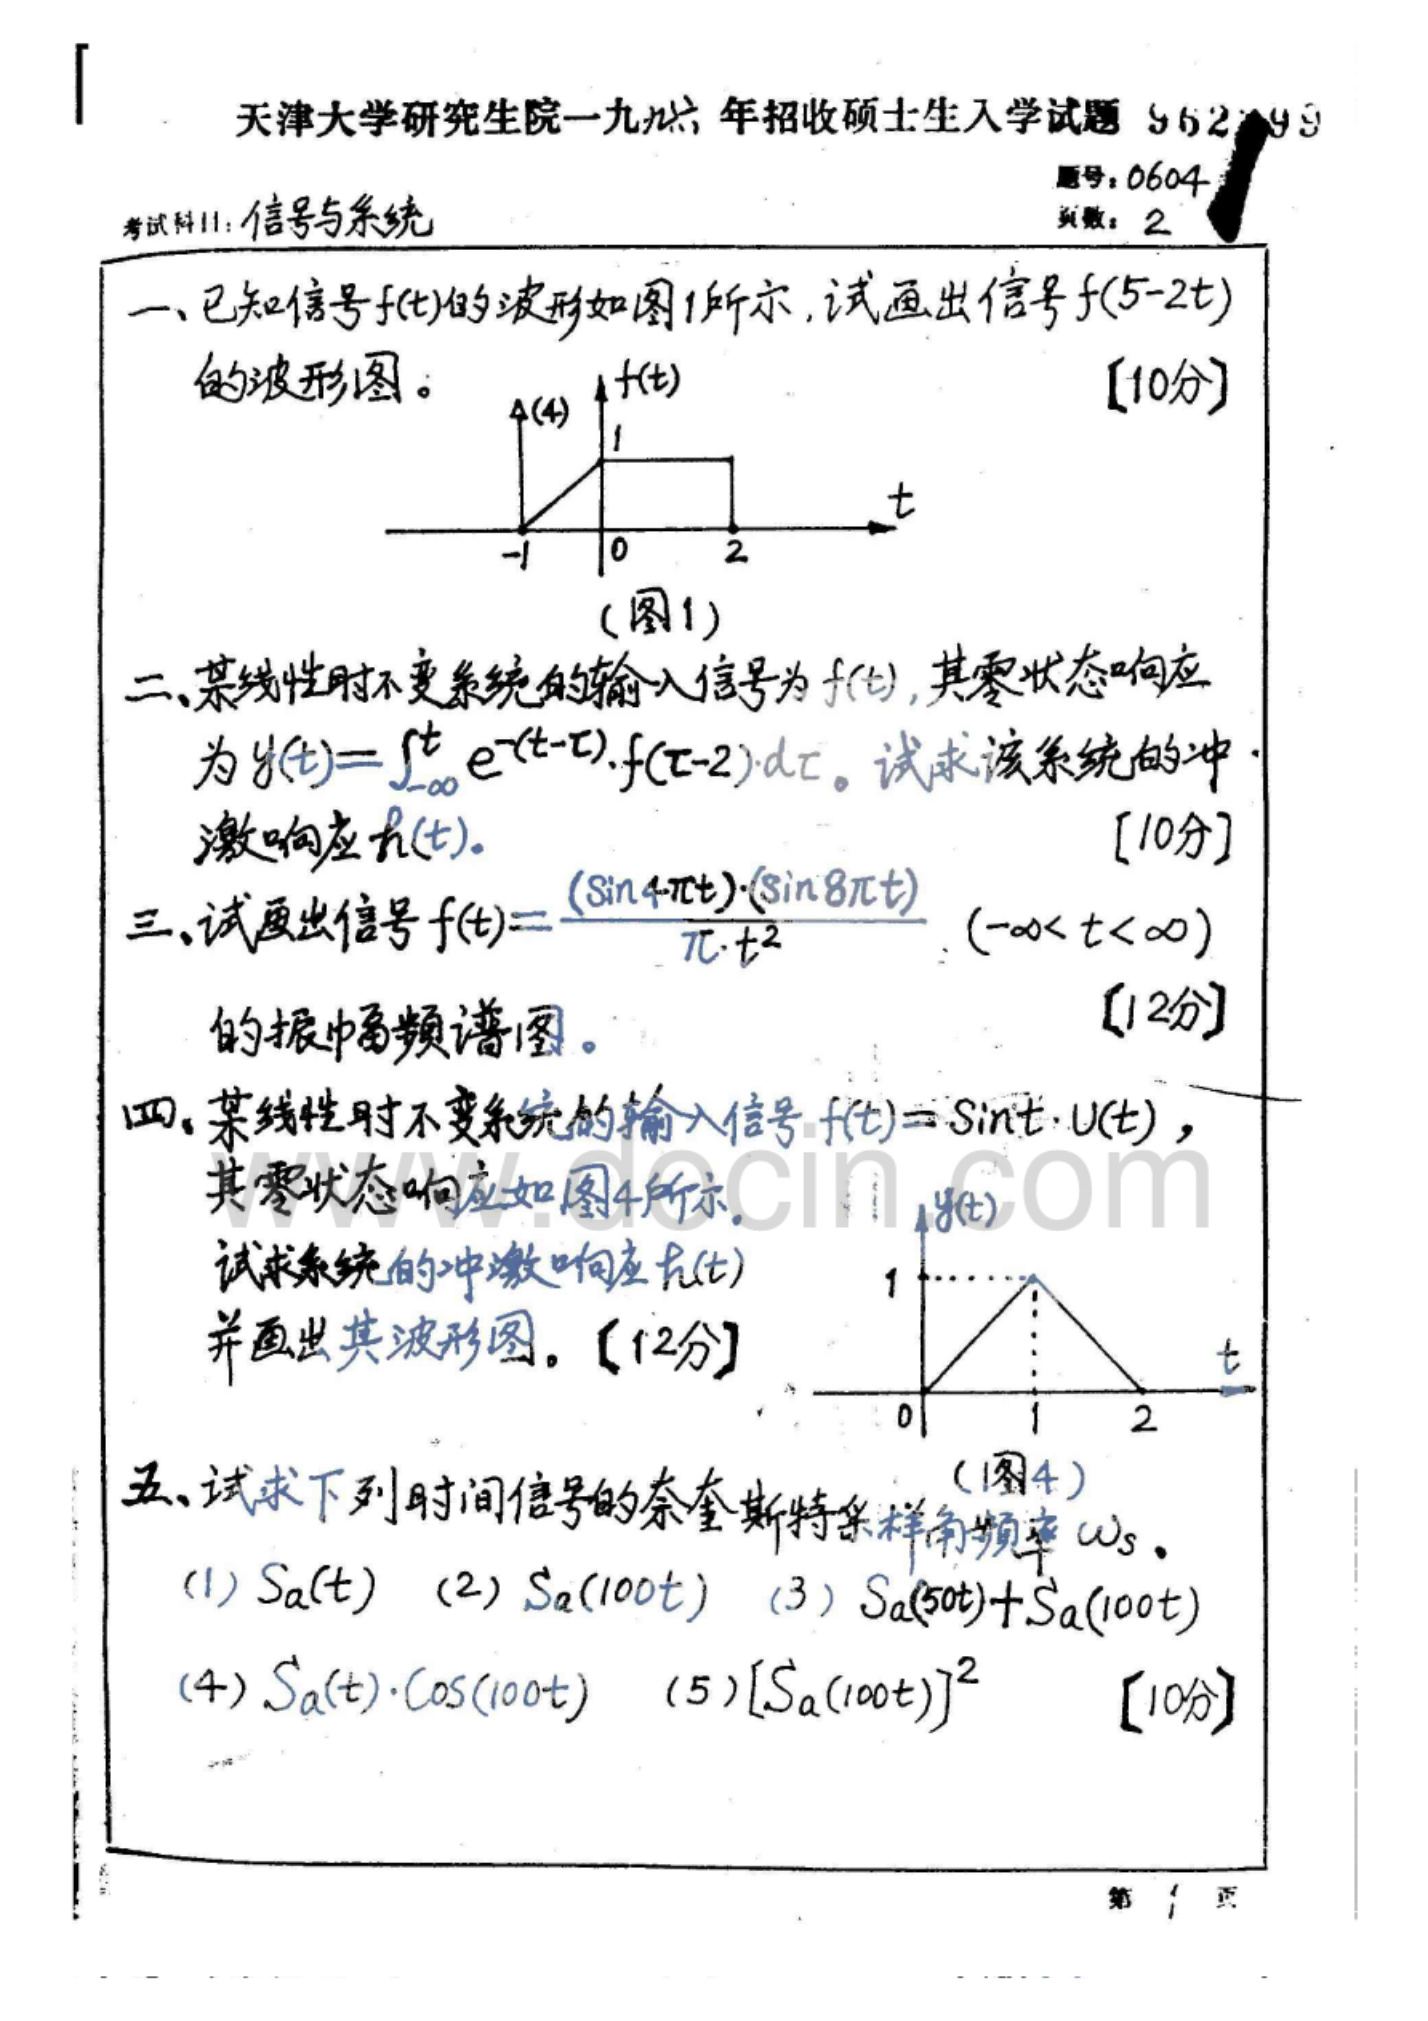 天津大学研究生院一九九六年招收硕士生入学试题
题号:0604
考试科目:信号与系统
页数:2
一、已知信号f(t)的波形如图1所示,试画出信号f(5-2t)
的波形图。 [10分]
(4) f(t)
1
t
-1 0 2
(图1)
二、某线性时不变系统的输入信号为f(t),其零状态响应
为y(t)=∫_{-∞}^{t} e^{-(t-τ)}·f(τ-2)·dτ。试求该系统的冲
激响应h(t)。 [10分]
三、试画出信号f(t)=(sin4πt)·(sin8πt)/π·t² (-∞<t<∞)
的振幅频谱图。 [12分]
四、某线性时不变系统的输入信号f(t)=Sint·U(t),
其零状态响应如图4所示。
试求系统的冲激响应h(t)
并画出其波形图。[12分]
y(t)
1
t
0 1 2
(图4)
五、试求下列时间信号的奈奎斯特采样角频率ωs。
(1) Sa(t) (2) Sa(100t) (3) Sa(50t)+Sa(100t)
(4) Sa(t)·Cos(100t) (5) [Sa(100t)]² [10分]
第1页
www.docin.com